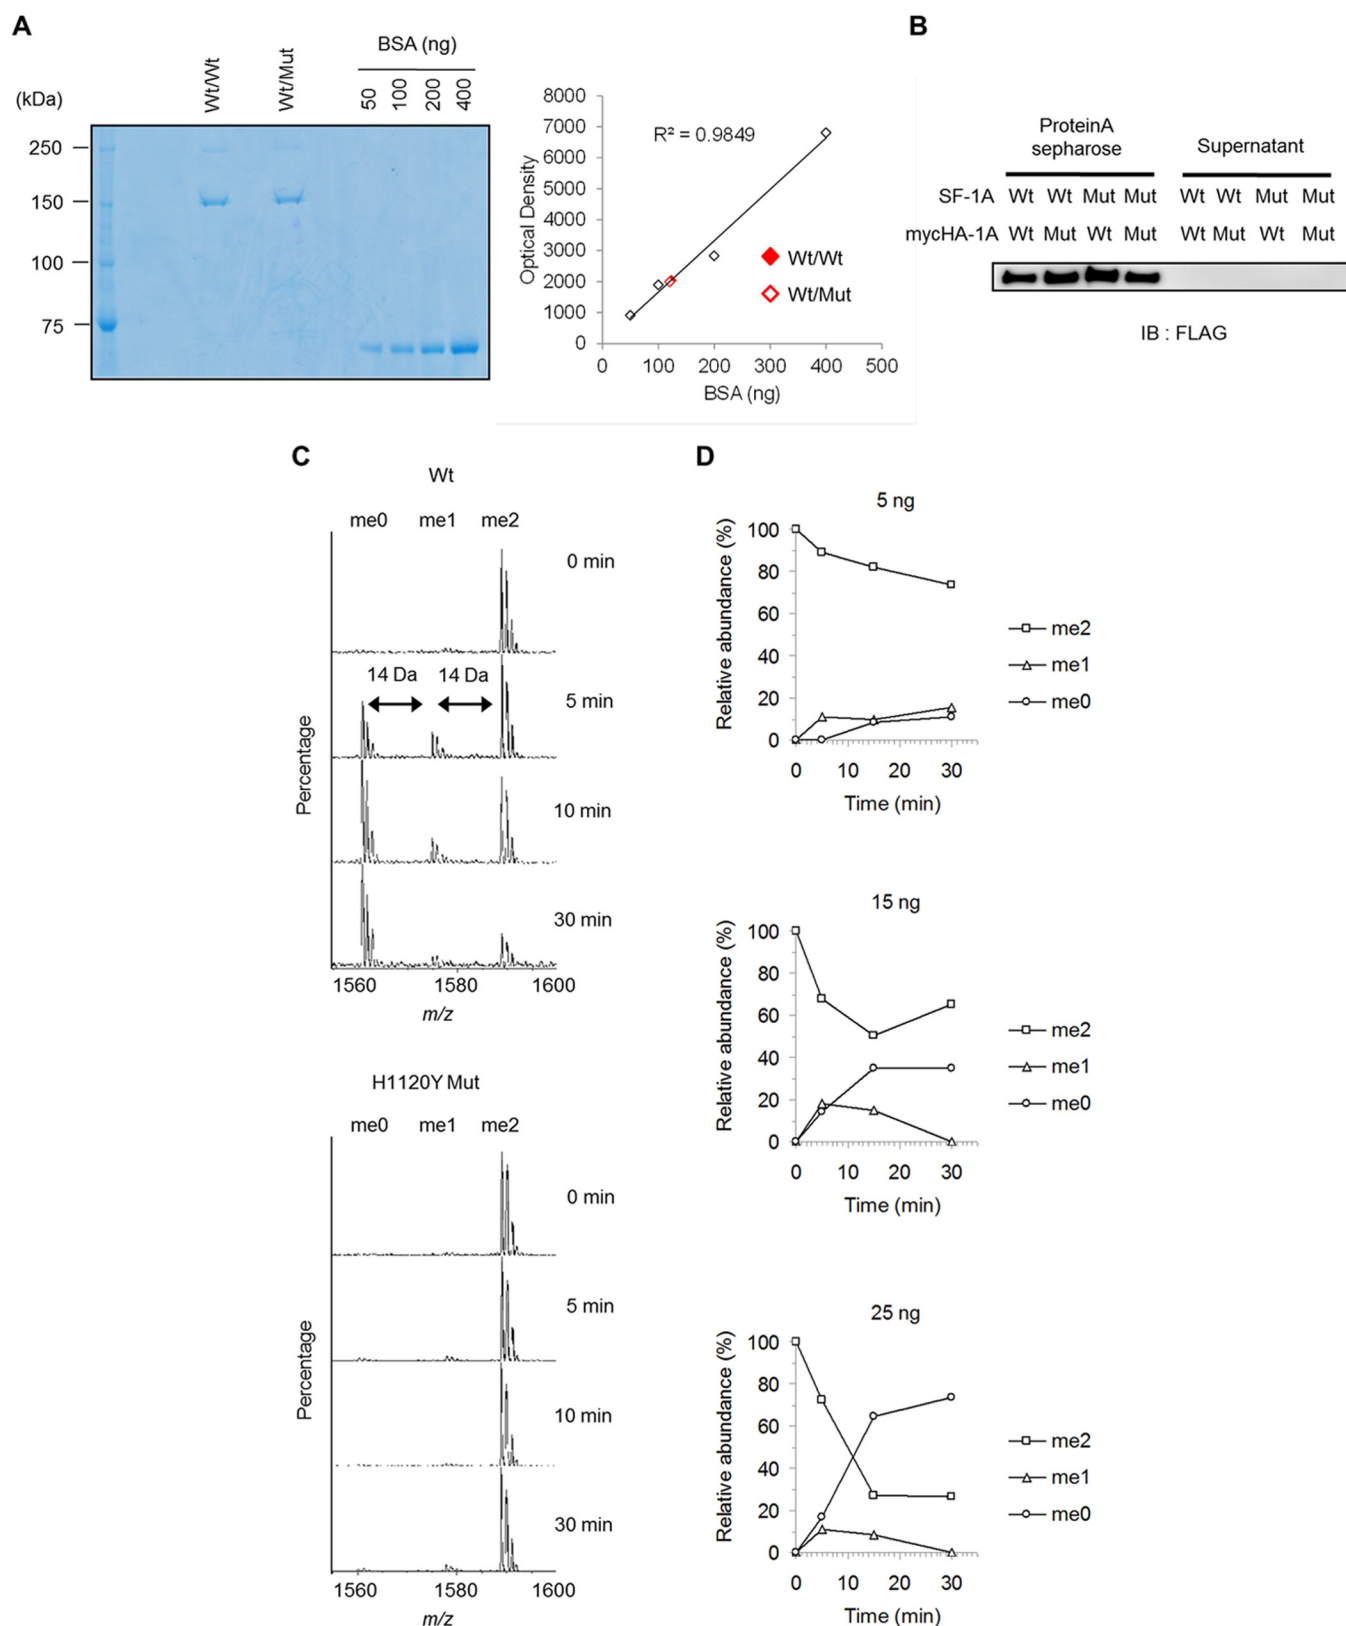 A
B
BSA (ng)
(kDa)
Wt/Wt
Wt/Mut
50
100
200
400
250
150
100
75
8000
7000
6000
5000
4000
3000
2000
1000
0
Optical Density
R² = 0.9849
Wt/Wt
Wt/Mut
0 100 200 300 400 500
BSA (ng)
ProteinA
sepharose
Supernatant
SF-1A Wt Wt Mut Mut Wt Wt Mut Mut
mycHA-1A Wt Mut Wt Mut Wt Mut Wt Mut
IB : FLAG
C
Wt
me0 me1 me2
0 min
14 Da 14 Da
5 min
10 min
30 min
Percentage
1560 1580 1600
m/z
H1120Y Mut
me0 me1 me2
0 min
5 min
10 min
30 min
Percentage
1560 1580 1600
m/z
D
5 ng
Relative abundance (%)
100
80
60
40
20
0
me2
me1
me0
0 10 20 30
Time (min)
15 ng
Relative abundance (%)
100
80
60
40
20
0
me2
me1
me0
0 10 20 30
Time (min)
25 ng
Relative abundance (%)
100
80
60
40
20
0
me2
me1
me0
0 10 20 30
Time (min)